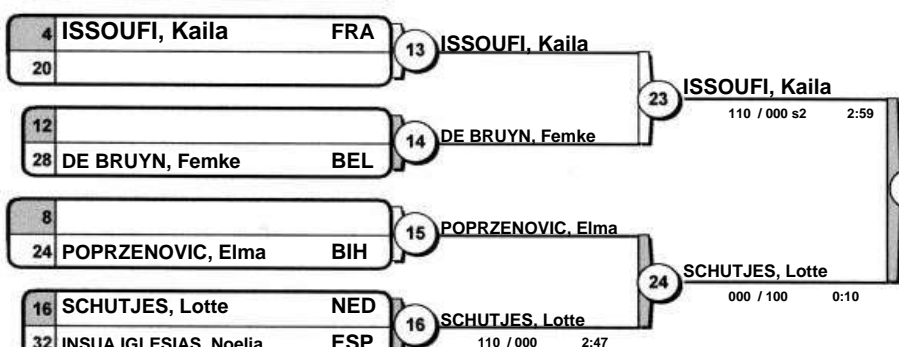 4 ISSOUFI, Kaila FRA
20
13 ISSOUFI, Kaila
12
28 DE BRUYN, Femke BEL
14 DE BRUYN, Femke
23 ISSOUFI, Kaila
110 / 000 s2 2:59
8
24 POPRZENOVIC, Elma BIH
15 POPRZENOVIC, Elma
16 SCHUTJES, Lotte NED
32 INSUA IGLESIAS, Noelia ESP
16 SCHUTJES, Lotte
110 / 000 2:47
24 SCHUTJES, Lotte
000 / 100 0:10